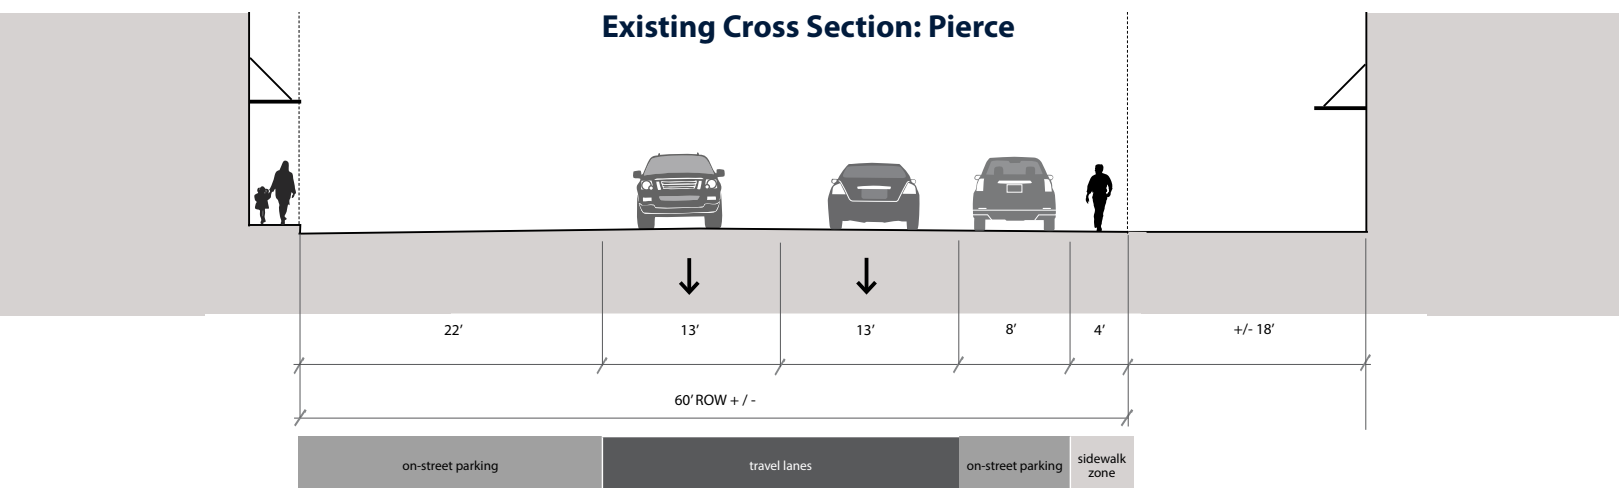 Existing Cross Section: Pierce
22’
13’
13’
8’
4’
+/- 18’
60’ ROW + / -
on-street parking
travel lanes
on-street parking
sidewalk
zone